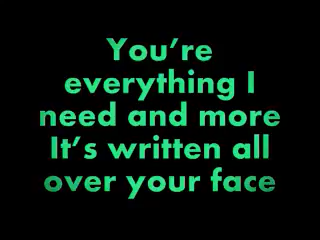 You’re
everything I
need and more
It’s written all
over your face